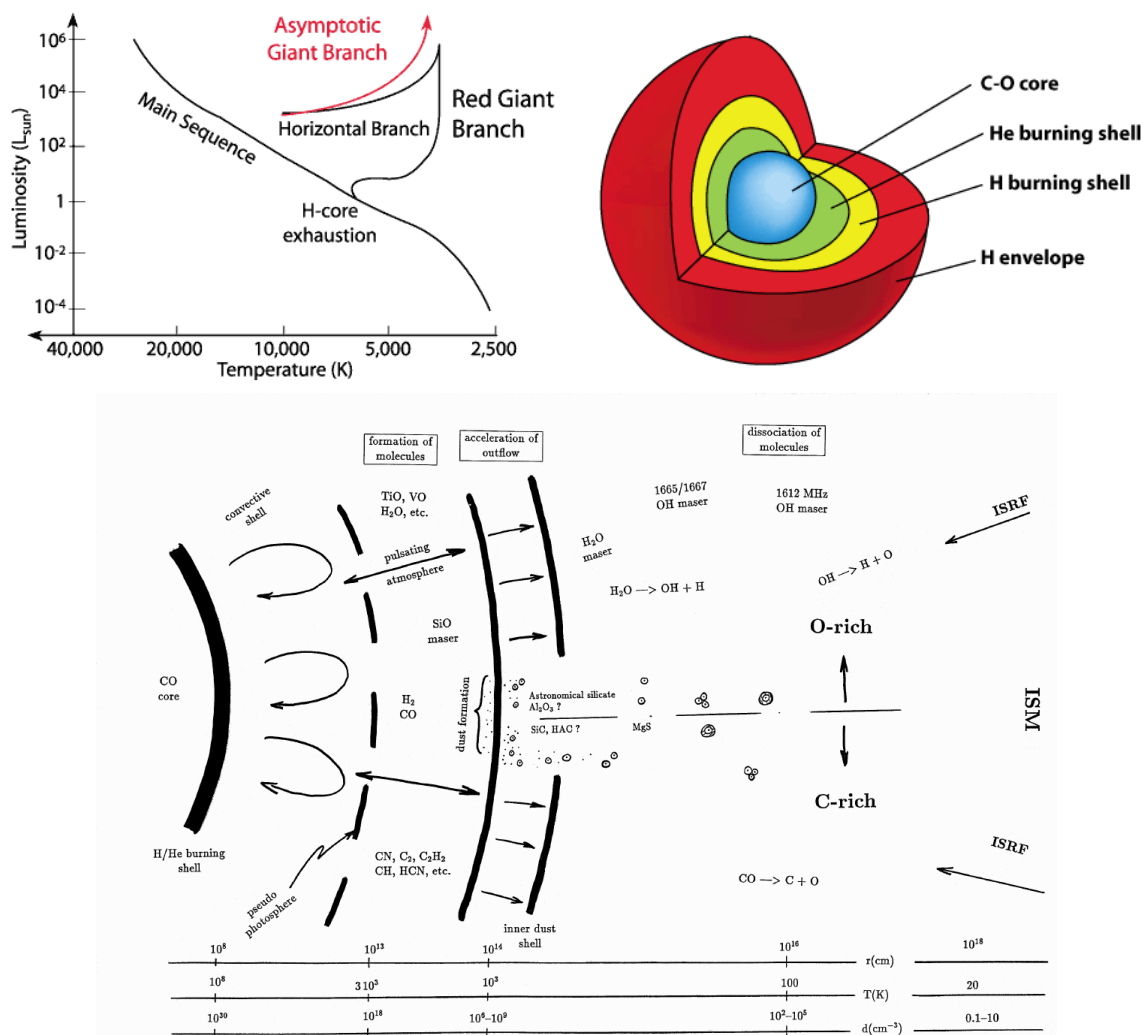 Asymptotic
Giant Branch
10⁶
10⁴
10²
1
10⁻²
10⁻⁴
Luminosity (Lsun)
Main Sequence
Horizontal Branch
Red Giant
Branch
H-core
exhaustion
40,000
20,000
10,000
5,000
2,500
Temperature (K)
C-O core
He burning shell
H burning shell
H envelope
formation of
molecules
acceleration of
outflow
dissociation of
molecules
TiO, VO
H₂O, etc.
1665/1667
OH maser
1612 MHz
OH maser
ISRF
convective
shell
pulsating
atmosphere
H₂O
maser
H₂O → OH + H
OH → H + O
SiO
maser
O-rich
CO
core
H₂
CO
dust formation
Astronomical silicate
Al₂O₃ ?
SiC, HAC ?
MgS
ISM
C-rich
H/He burning
shell
pseudo
photosphere
CN, C₂, C₂H₂
CH, HCN, etc.
CO → C + O
ISRF
inner dust
shell
10⁸ 10¹³ 10¹⁴ 10¹⁶ r(cm) 10¹⁸
10⁸ 3 10³ 10³ 100 T(K) 20
10³⁰ 10¹⁸ 10⁶–10⁹ 10²–10⁵ d(cm⁻³) 0.1–10